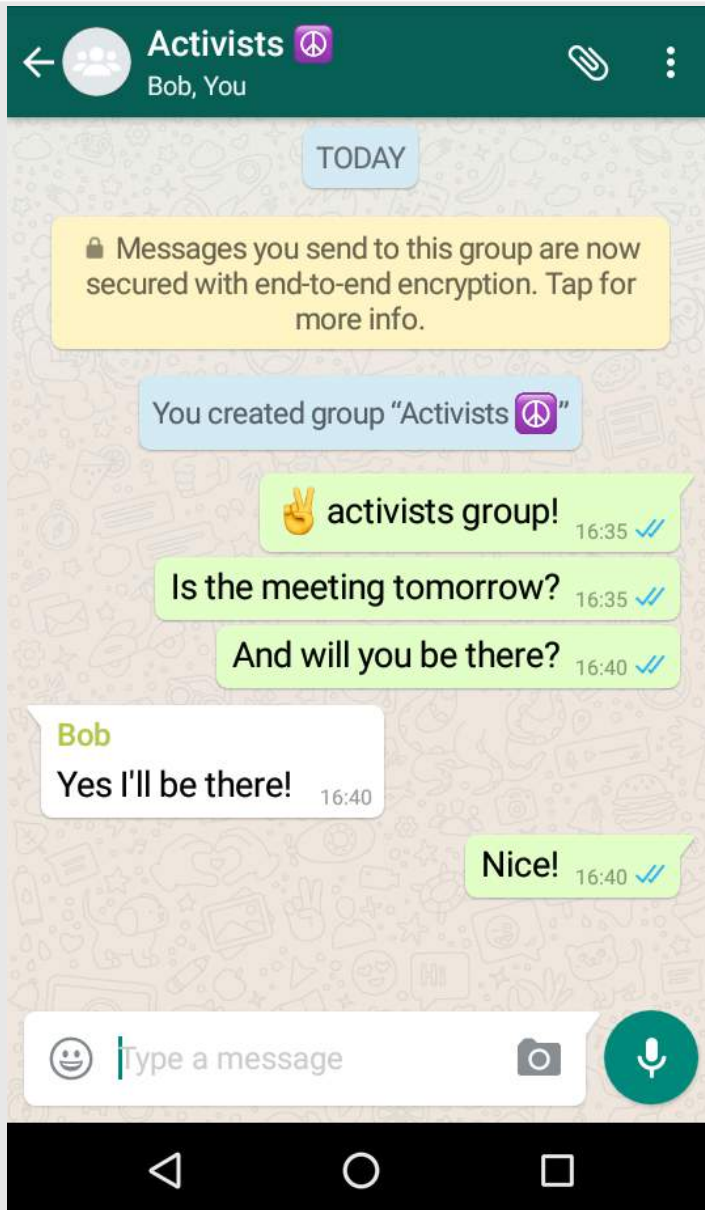 Activists ☮
Bob, You
TODAY
Messages you send to this group are now
secured with end-to-end encryption. Tap for
more info.
You created group “Activists ☮”
✌ activists group! 16:35
Is the meeting tomorrow? 16:35
And will you be there? 16:40
Bob
Yes I'll be there! 16:40
Nice! 16:40
Type a message